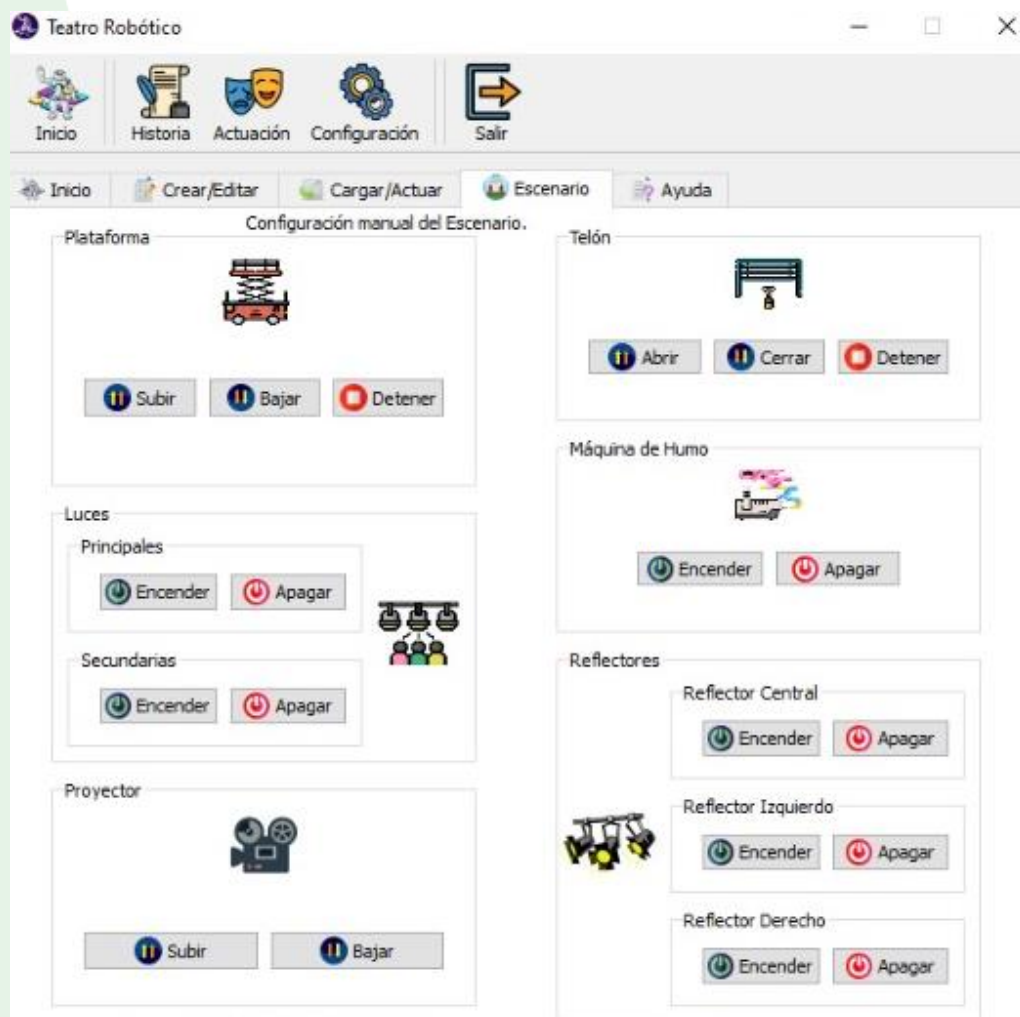 Teatro Robótico
Inicio Historia Actuación Configuración Salir
Inicio Crear/Editar Cargar/Actuar Escenario Ayuda
Configuración manual del Escenario.
Plataforma
Subir Bajar Detener
Telón
Abrir Cerrar Detener
Máquina de Humo
Encender Apagar
Luces
Principales
Encender Apagar
Secundarias
Encender Apagar
Reflectores
Reflector Central
Encender Apagar
Reflector Izquierdo
Encender Apagar
Reflector Derecho
Encender Apagar
Proyector
Subir Bajar